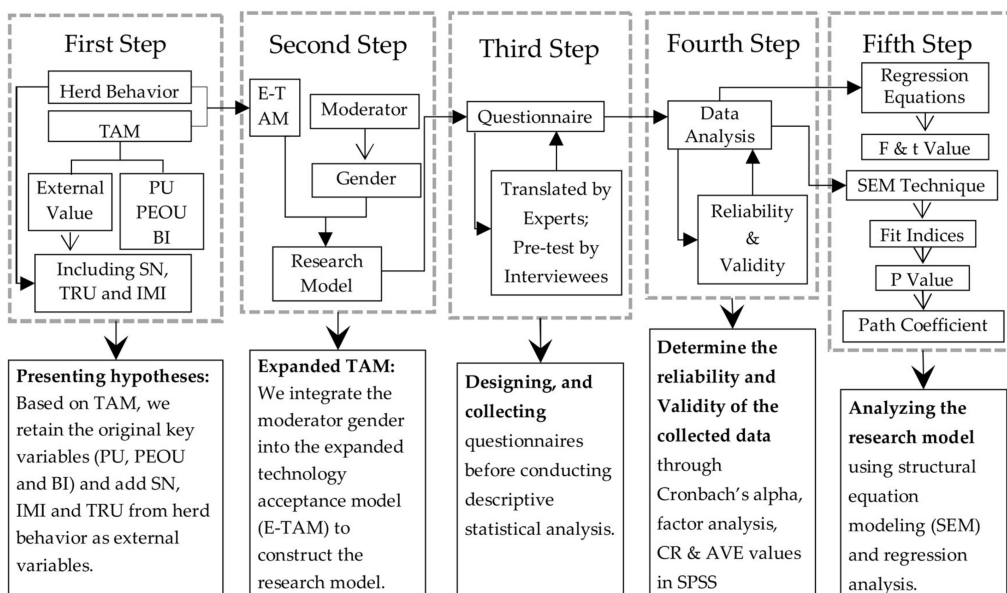 First Step
Herd Behavior
TAM
External
Value
PU
PEOU
BI
Including SN,
TRU and IMI
Presenting hypotheses:
Based on TAM, we
retain the original key
variables (PU, PEOU
and BI) and add SN,
IMI and TRU from herd
behavior as external
variables.
Second Step
E-T
AM
Moderator
Gender
Research
Model
Expanded TAM:
We integrate the
moderator gender
into the expanded
technology
acceptance model
(E-TAM) to
construct the
research model.
Third Step
Questionnaire
Translated by
Experts;
Pre-test by
Interviewees
Designing, and
collecting
questionnaires
before conducting
descriptive
statistical analysis.
Fourth Step
Data
Analysis
Reliability
&
Validity
Determine the
reliability and
Validity of the
collected data
through
Cronbach's alpha,
factor analysis,
CR & AVE values
in SPSS
Fifth Step
Regression
Equations
F & t Value
SEM Technique
Fit Indices
P Value
Path Coefficient
Analyzing the
research model
using structural
equation
modeling (SEM)
and regression
analysis.